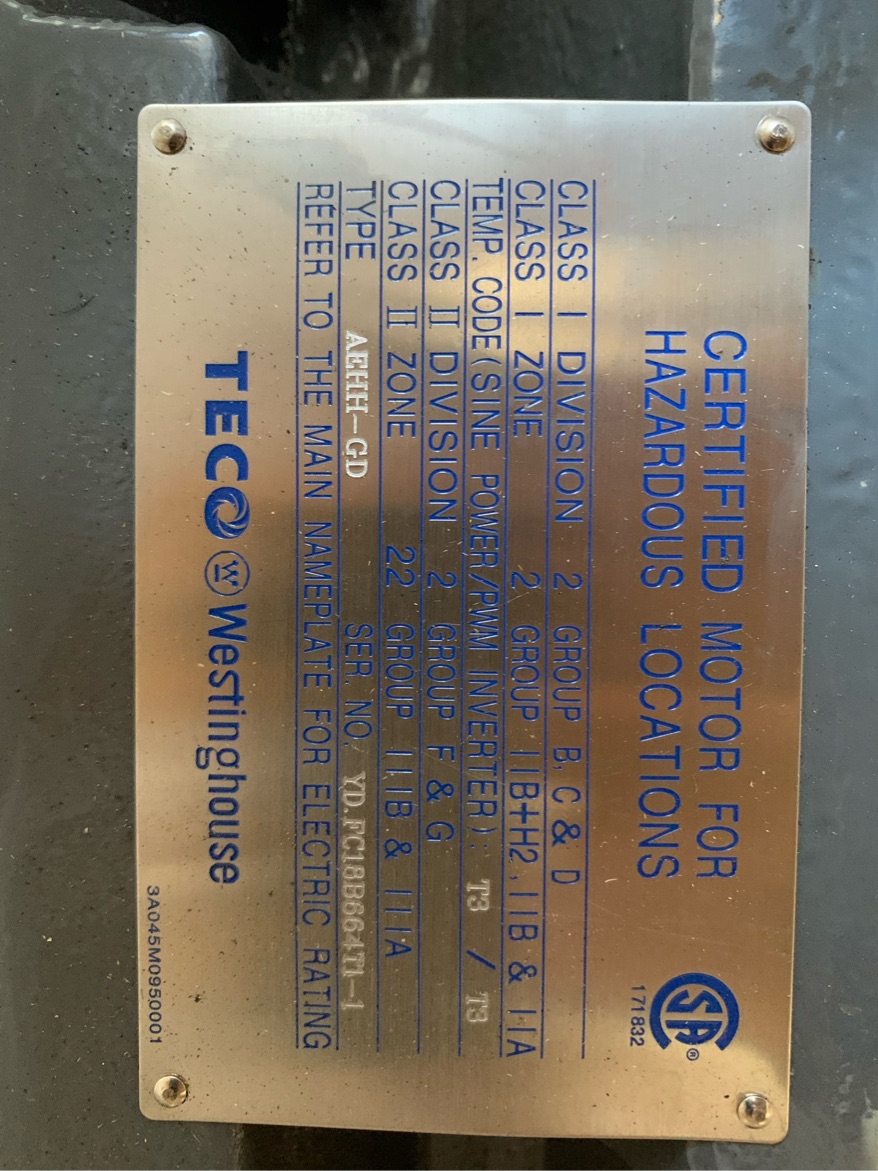 CERTIFIED MOTOR FOR
HAZARDOUS LOCATIONS
CSA®
171832
CLASS I DIVISION 2 GROUP B, C & D
CLASS I ZONE 2 GROUP IIB+H2, IIB & IIA
TEMP. CODE(SINE POWER/PWM INVERTER): T3 / T3
CLASS II DIVISION 2 GROUP F & G
CLASS II ZONE 22 GROUP IIIB & IIIA
TYPE AEHH-GD SER. NO. YD.FC18B664T1-1
REFER TO THE MAIN NAMEPLATE FOR ELECTRIC RATING
TECO W Westinghouse
3A045M0950001